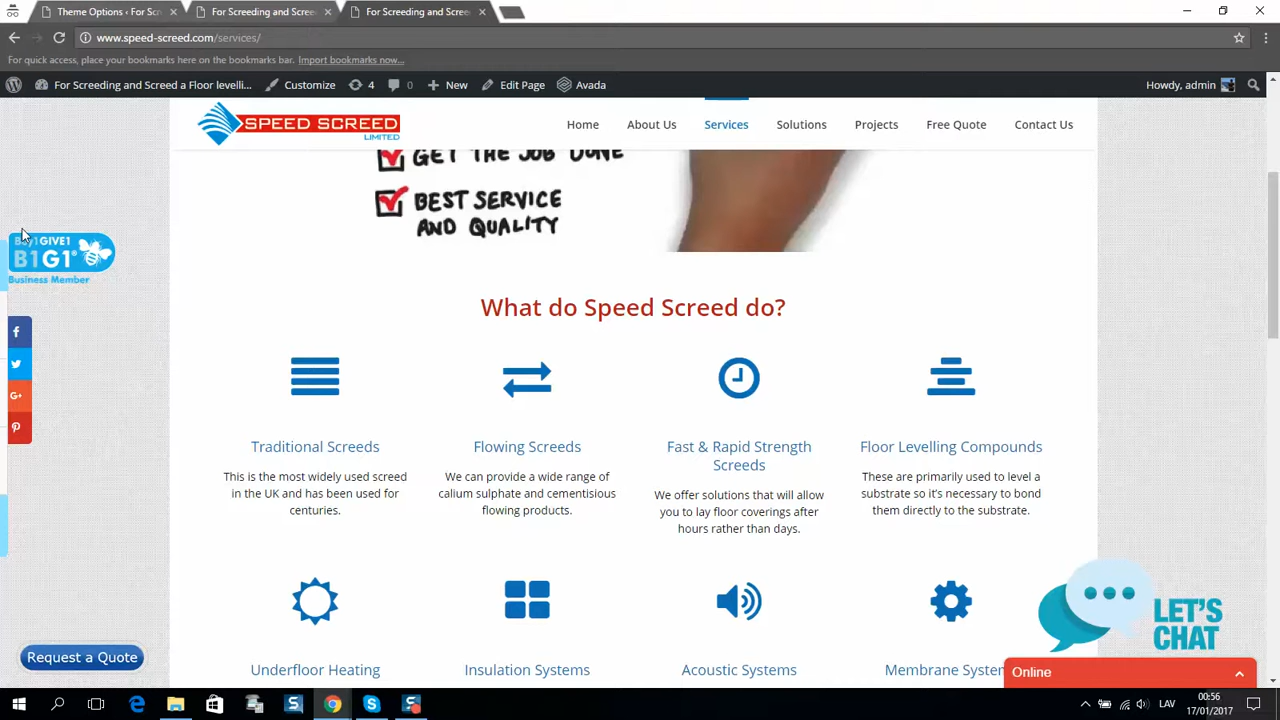 Theme Options ‹ For Scr
For Screeding and Scree
For Screeding and Scree
www.speed-screed.com/services/
For quick access, place your bookmarks here on the bookmarks bar. Import bookmarks now...
For Screeding and Screed a Floor levelli...
Customize
4
New
Edit Page
Avada
Howdy, admin
SPEED SCREED
LIMITED
Home
About Us
Services
Solutions
Projects
Free Quote
Contact Us
GET THE JOB DONE
BEST SERVICE
AND QUALITY
B1G1®
Business Member
What do Speed Screed do?
Traditional Screeds
This is the most widely used screed
in the UK and has been used for
centuries.
Flowing Screeds
We can provide a wide range of
calium sulphate and cementisious
flowing products.
Fast & Rapid Strength
Screeds
We offer solutions that will allow
you to lay floor coverings after
hours rather than days.
Floor Levelling Compounds
These are primarily used to level a
substrate so it's necessary to bond
them directly to the substrate.
Underfloor Heating
Insulation Systems
Acoustic Systems
Membrane System
LET'S
CHAT
Request a Quote
Online
LAV
00:56
17/01/2017